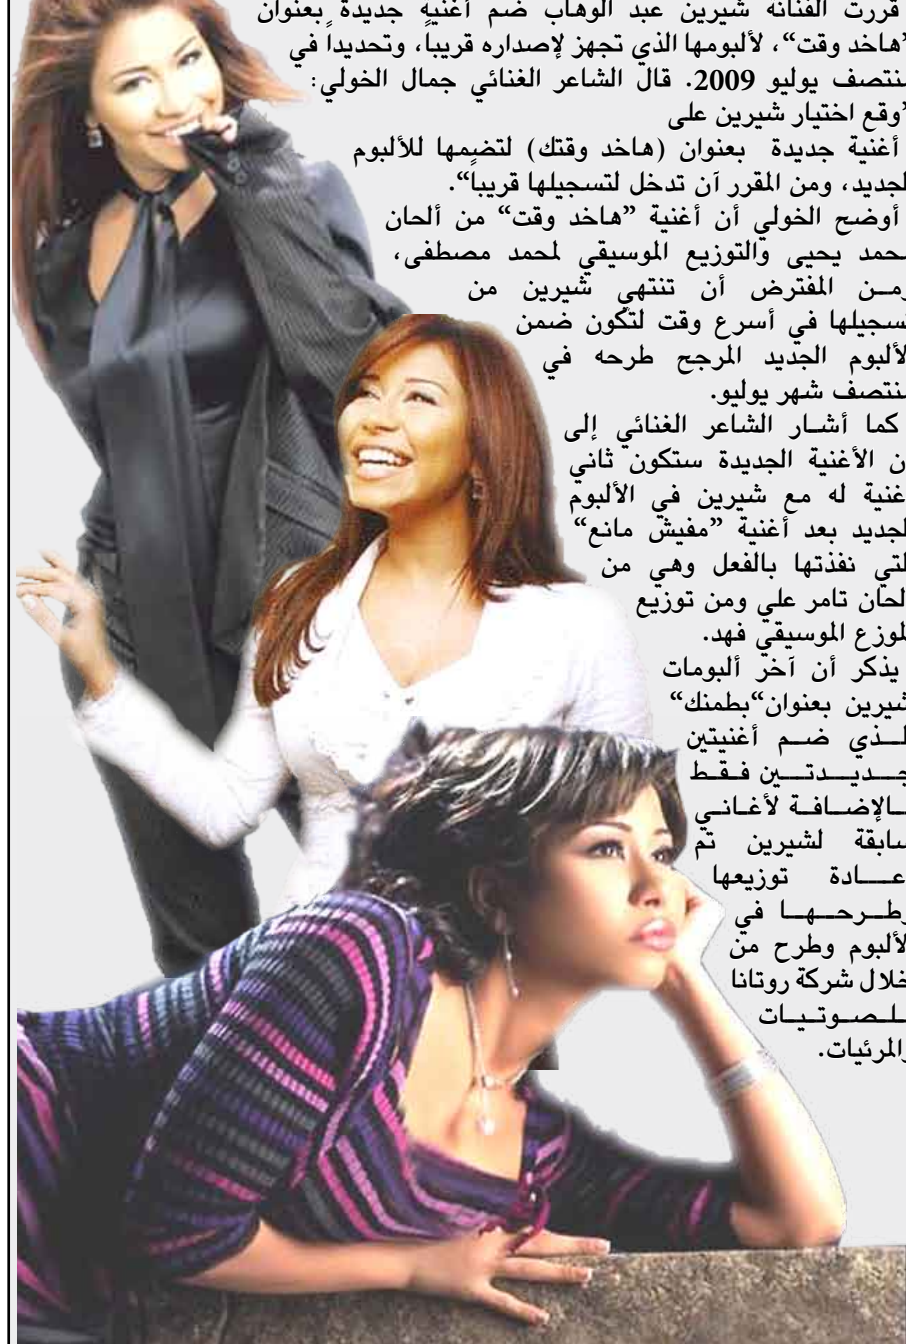 قررت الفنانة شيرين عبد الوهاب ضم أغنية جديدة بعنوان
”هاخد وقت“، لألبومها الذي تجهز لإصداره قريباً، وتحديداً في
منتصف يوليو 2009. قال الشاعر الغنائي جمال الخولي:
”وقع اختيار شيرين على
أغنية جديدة بعنوان (هاخد وقتك) لتضمها للألبوم
الجديد، ومن المقرر أن تدخل لتسجيلها قريبا“.
أوضح الخولي أن أغنية ”هاخد وقت“ من ألحان
محمد يحيى والتوزيع الموسيقي لمحمد مصطفى،
ومن المفترض أن تنتهي شيرين من
تسجيلها في أسرع وقت لتكون ضمن
الألبوم الجديد المرجح طرحه في
منتصف شهر يوليو.
كما أشار الشاعر الغنائي إلى
أن الأغنية الجديدة ستكون ثاني
أغنية له مع شيرين في الألبوم
الجديد بعد أغنية ”مفيش مانع“
التي نفذتها بالفعل وهي من
ألحان تامر علي ومن توزيع
للموزع الموسيقي فهد.
يذكر أن آخر ألبومات
شيرين بعنوان“بطمنك“
الذي ضم أغنيتين
جديدتين فقط
بالإضافة لأغاني
سابقة لشيرين تم
إعادة توزيعها
وطرحها في
الألبوم وطرح من
خلال شركة روتانا
للصوتيات
والمرئيات.